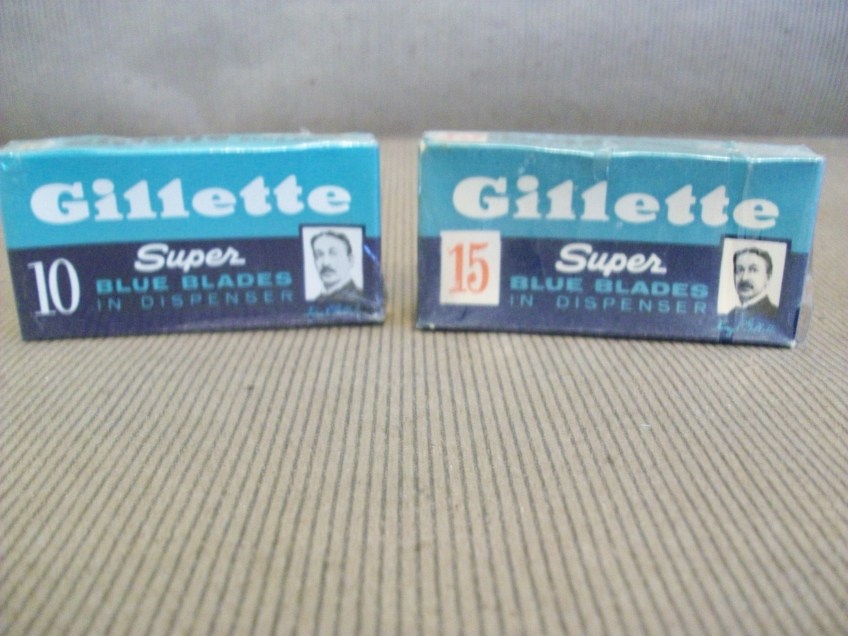 Gillette
Super
10
BLUE BLADES
IN DISPENSER
Gillette
Super
15
BLUE BLADES
IN DISPENSER